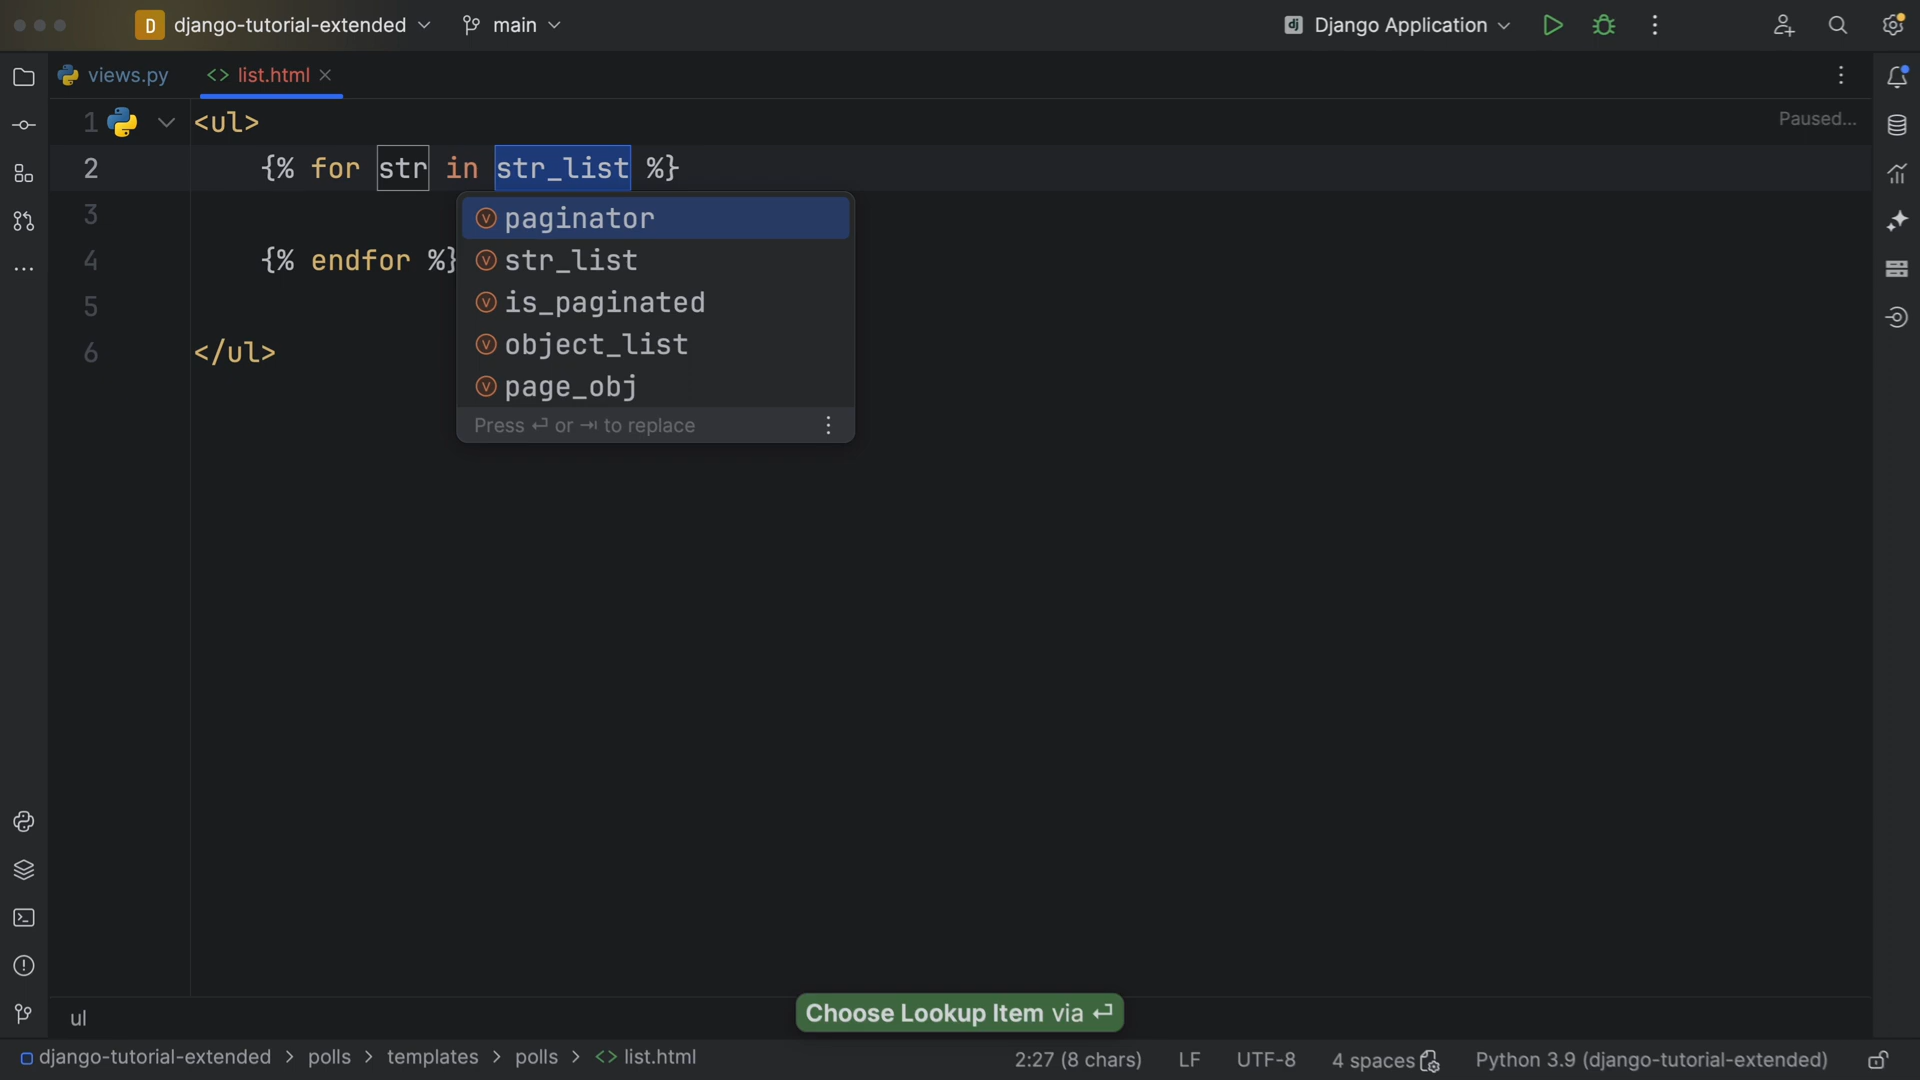 D django-tutorial-extended main dj Django Application
views.py <> list.html
1 <ul> Paused...
2 {% for str in str_list %}
3
4 {% endfor %}
5
6 </ul>
paginator
str_list
is_paginated
object_list
page_obj
Press ↵ or ⇥ to replace
ul
Choose Lookup Item via ↵
django-tutorial-extended > polls > templates > polls > <> list.html 2:27 (8 chars) LF UTF-8 4 spaces Python 3.9 (django-tutorial-extended)